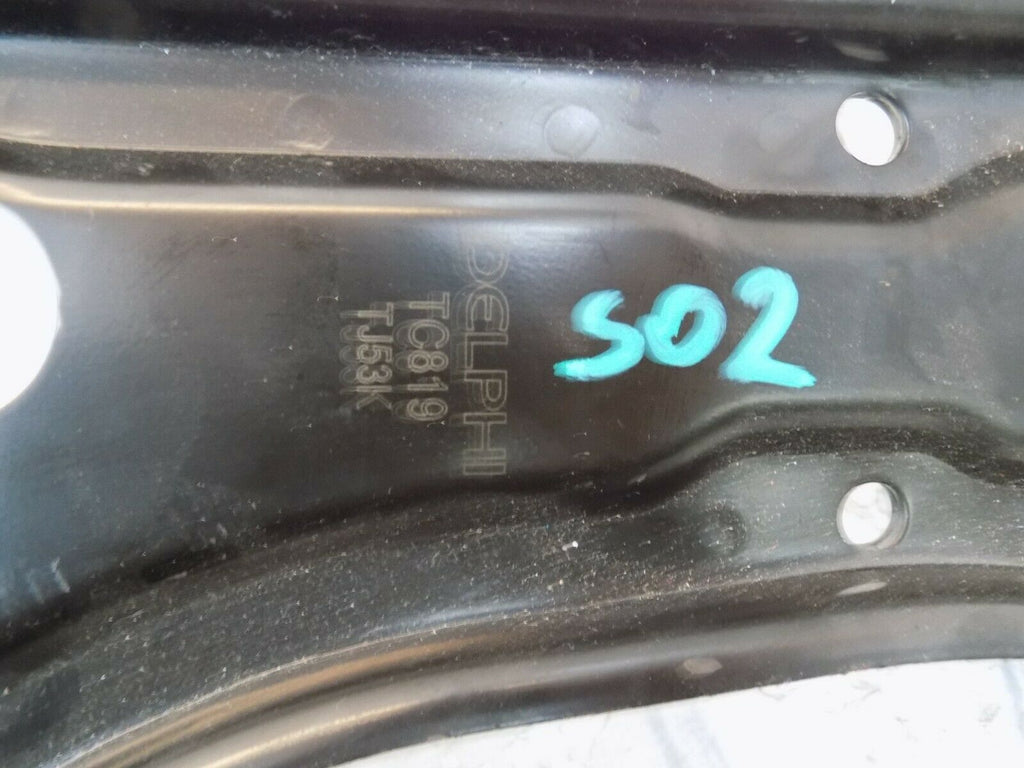 DELPHI
TC819
TJ53K
S02